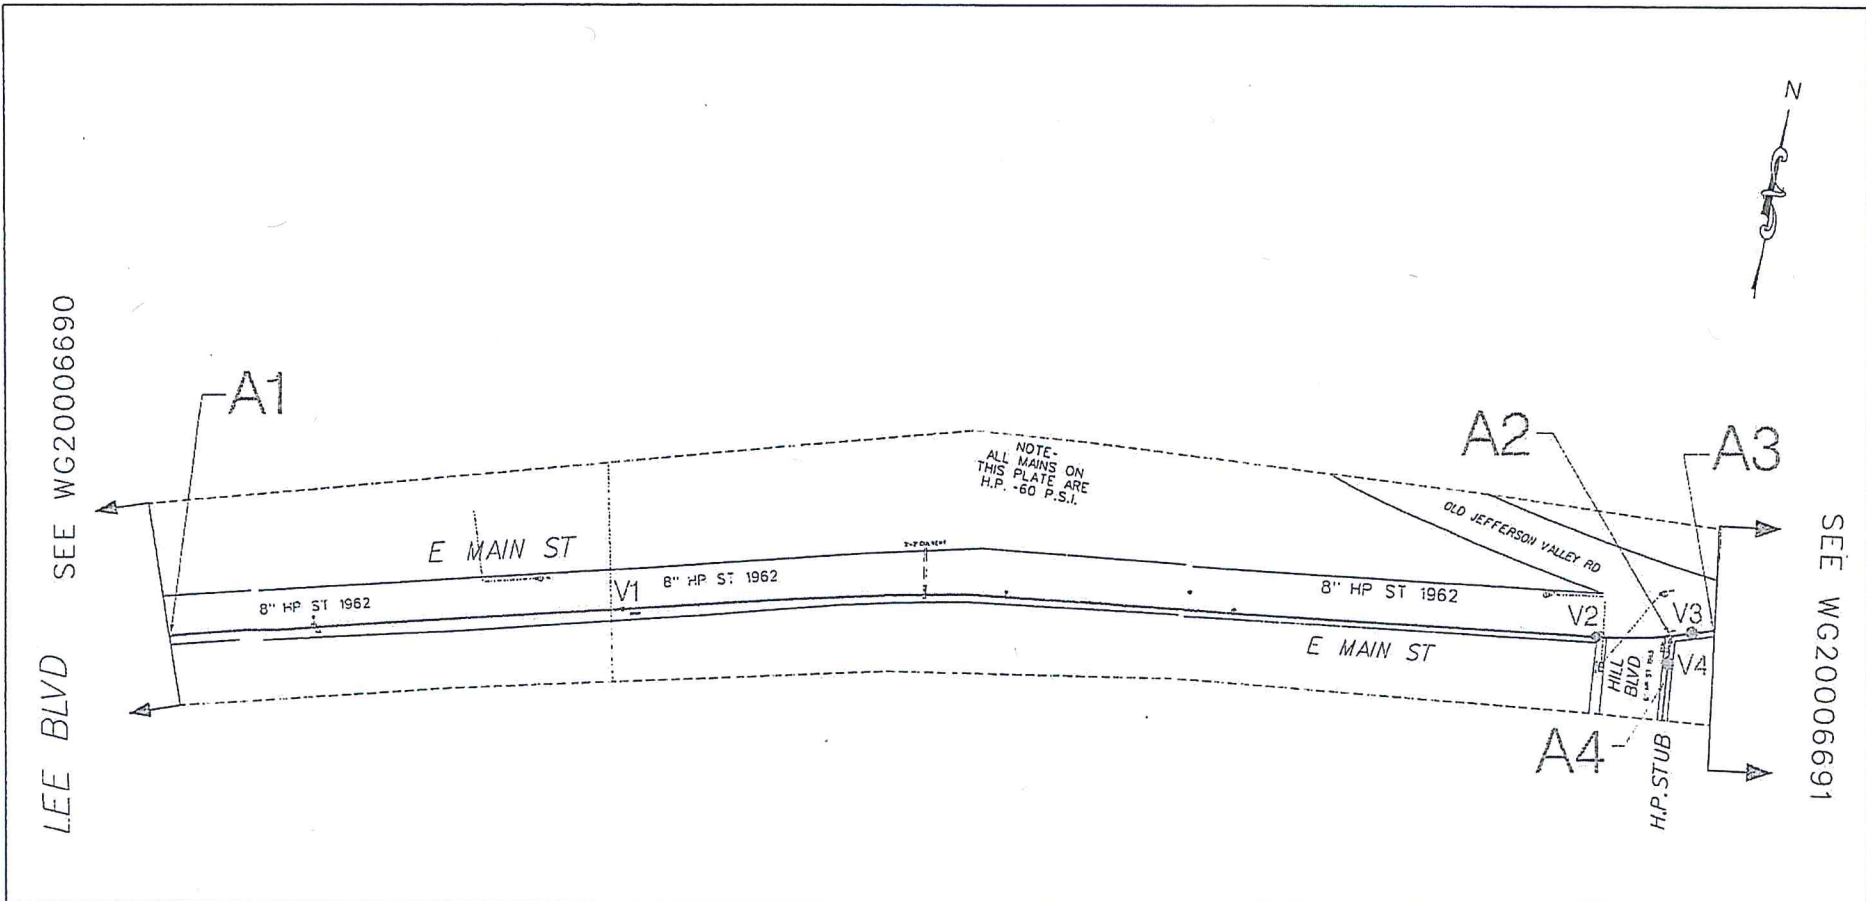 N
SEE WG20006690
LEE BLVD
A1
E MAIN ST
8" HP ST 1962
V1
8" HP ST 1962
NOTE-
ALL MAINS ON
THIS PLATE ARE
H.P. -60 P.S.I.
8" HP ST 1962
E MAIN ST
OLD JEFFERSON VALLEY RD
A2
A3
V2
V3
V4
HILL
BLVD
A4
H.P. STUB
SEE WG20006691